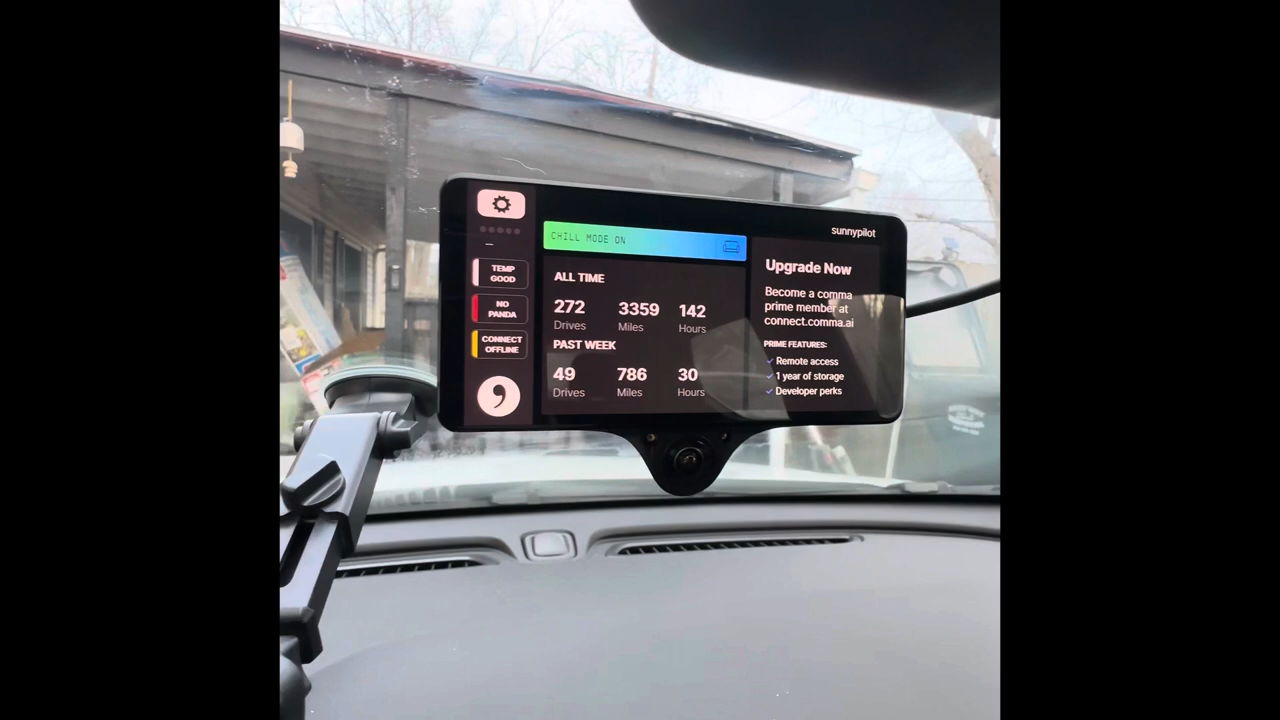 sunnypilot
TEMP
GOOD
NO
PANDA
CONNECT
OFFLINE
CHILL MODE ON
ALL TIME
272 3359 142
Drives Miles Hours
PAST WEEK
49 786 30
Drives Miles Hours
Upgrade Now
Become a comma
prime member at
connect.comma.ai
PRIME FEATURES:
Remote access
1 year of storage
Developer perks